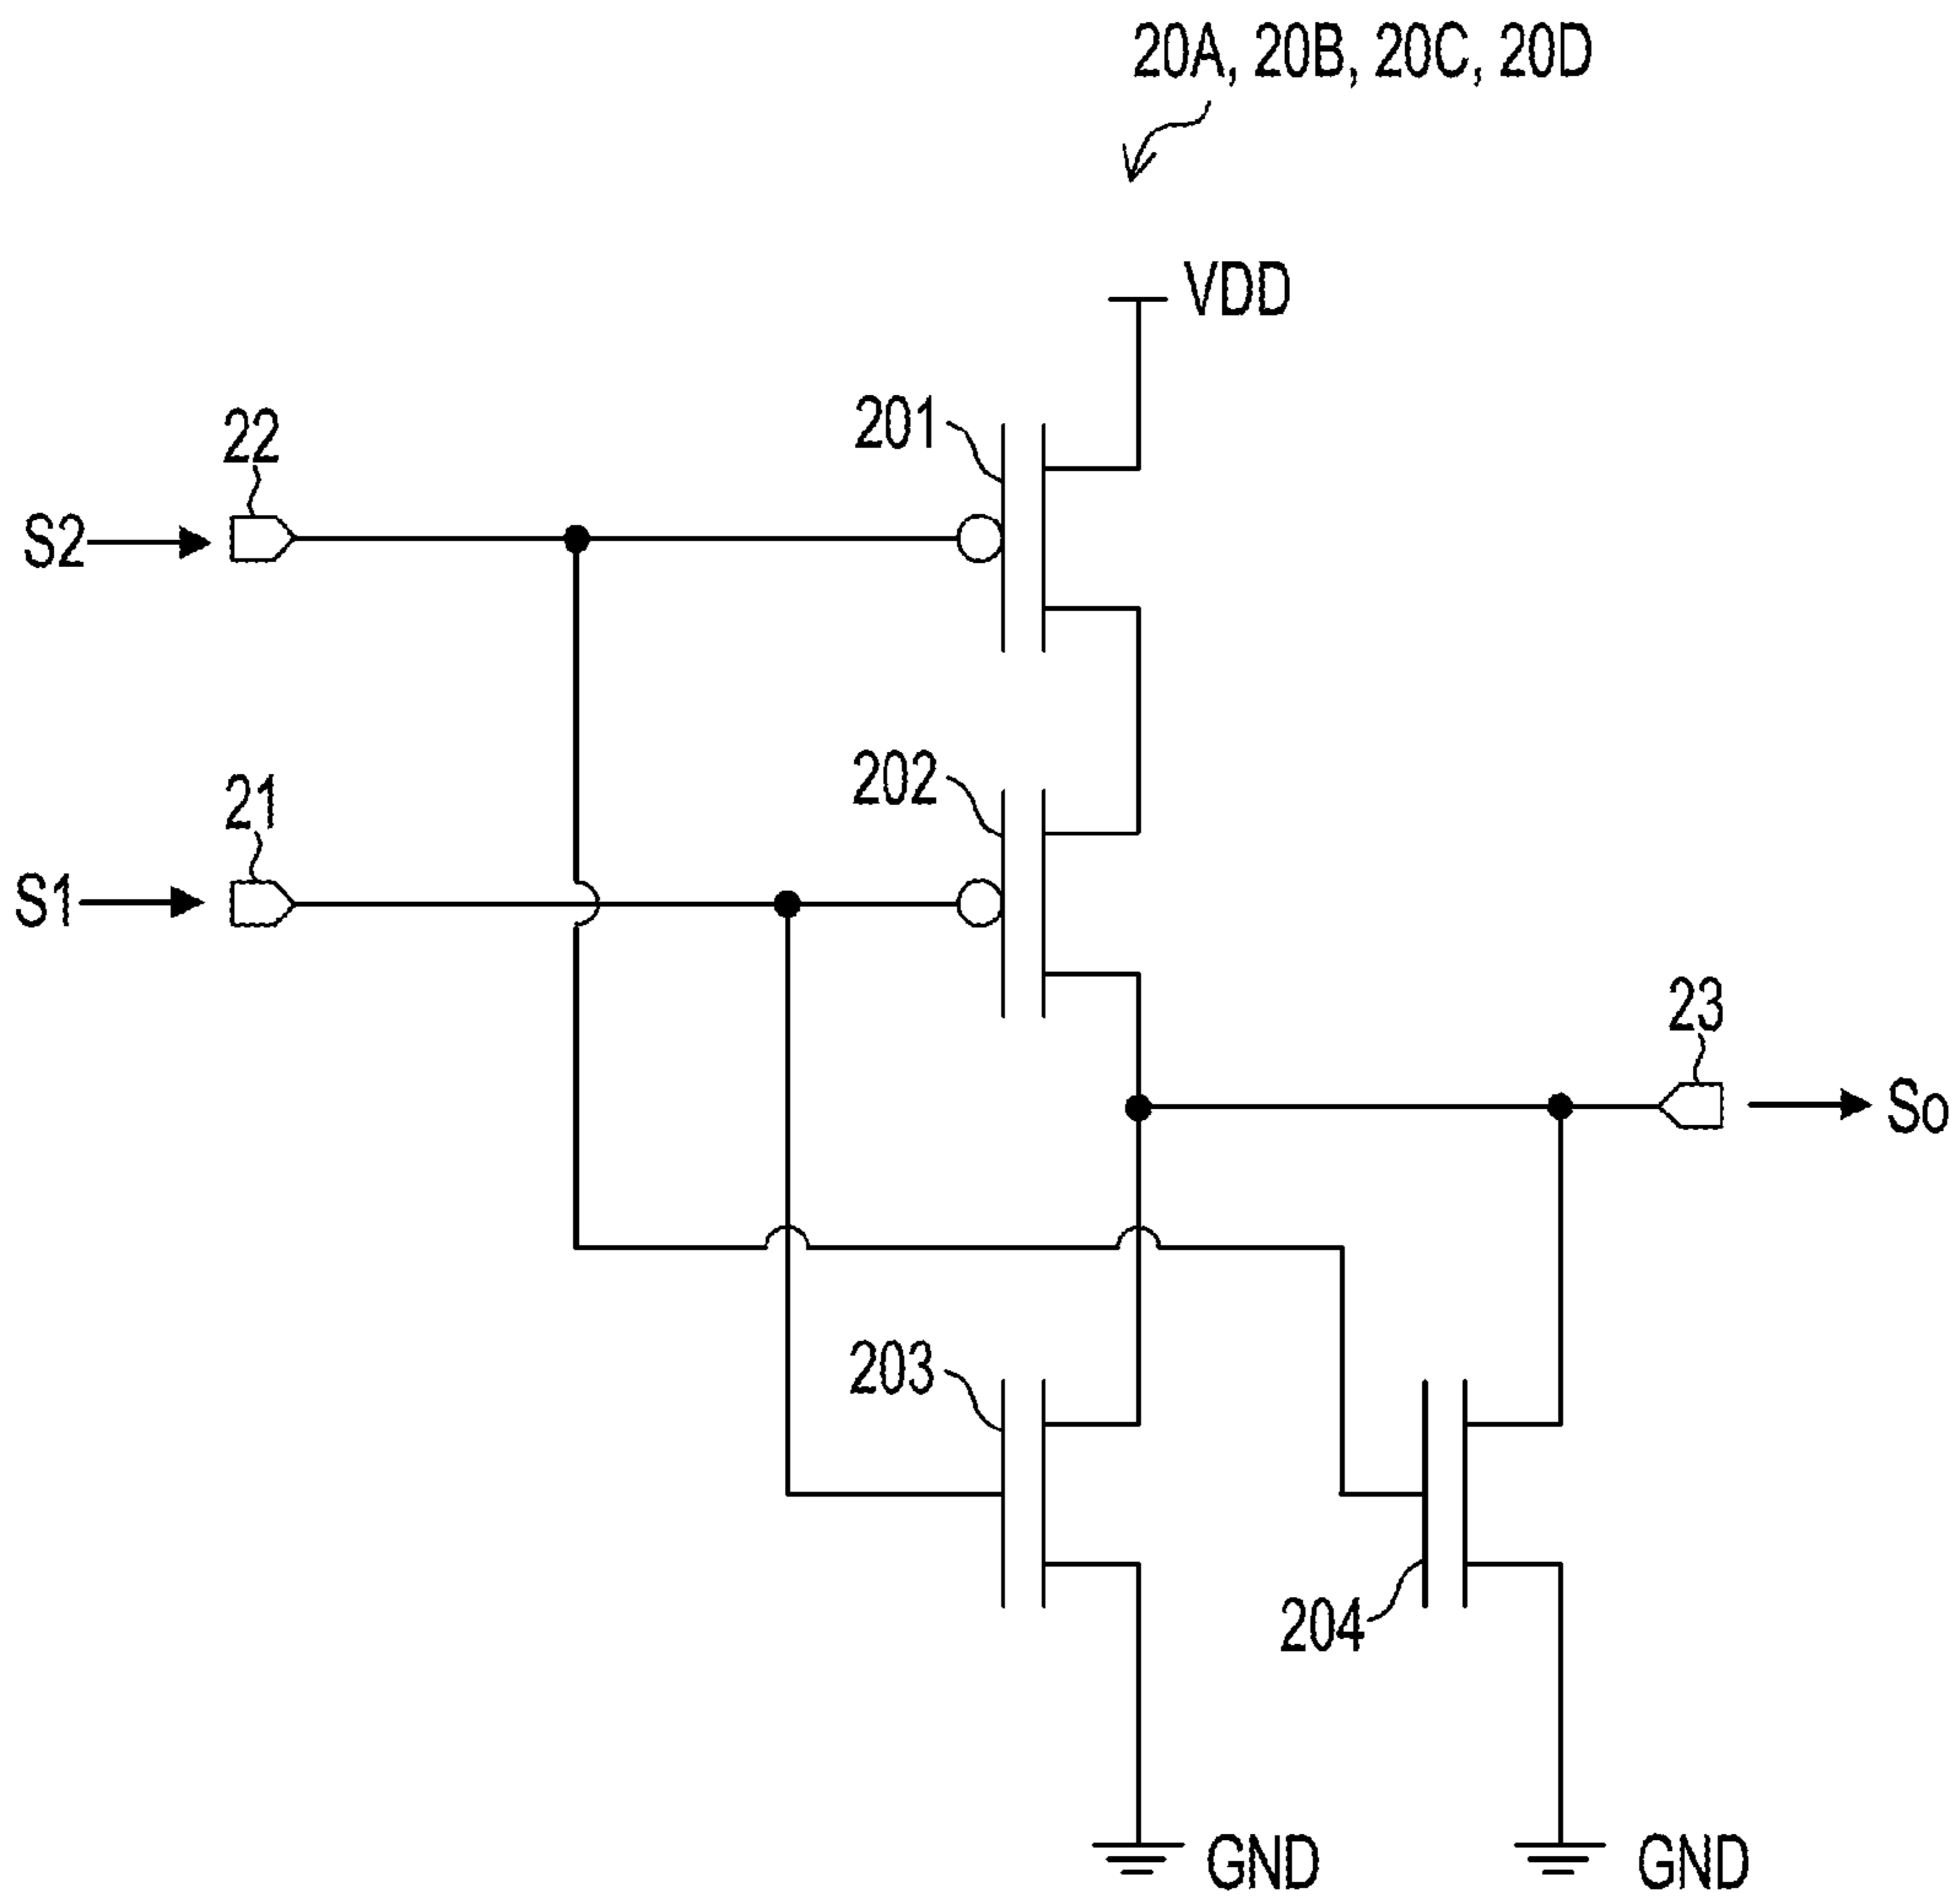 20A, 20B, 20C, 20D
VDD
201
22
S2
202
21
S1
23
So
203
204
GND
GND